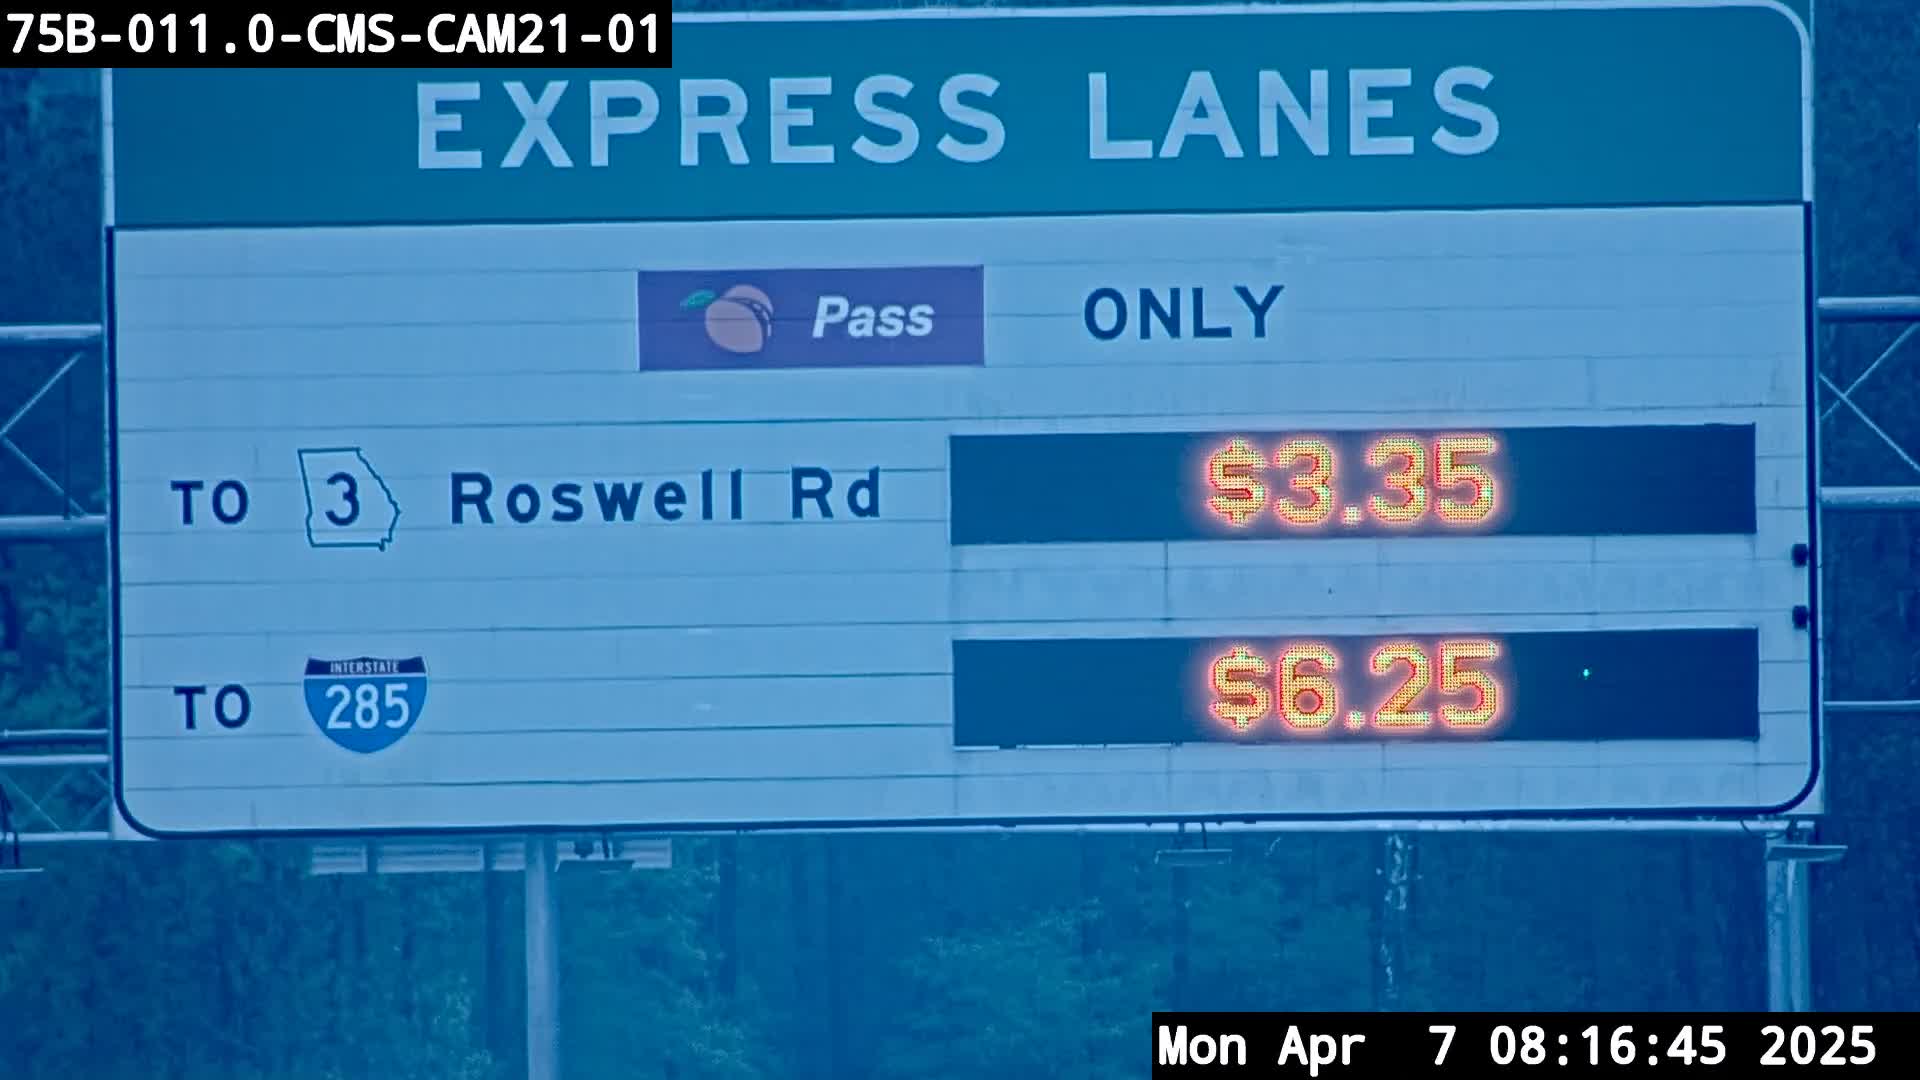 75B-011.0-CMS-CAM21-01
EXPRESS LANES
Pass ONLY
TO 3 Roswell Rd $3.35
TO INTERSTATE 285 $6.25
Mon Apr 7 08:16:45 2025